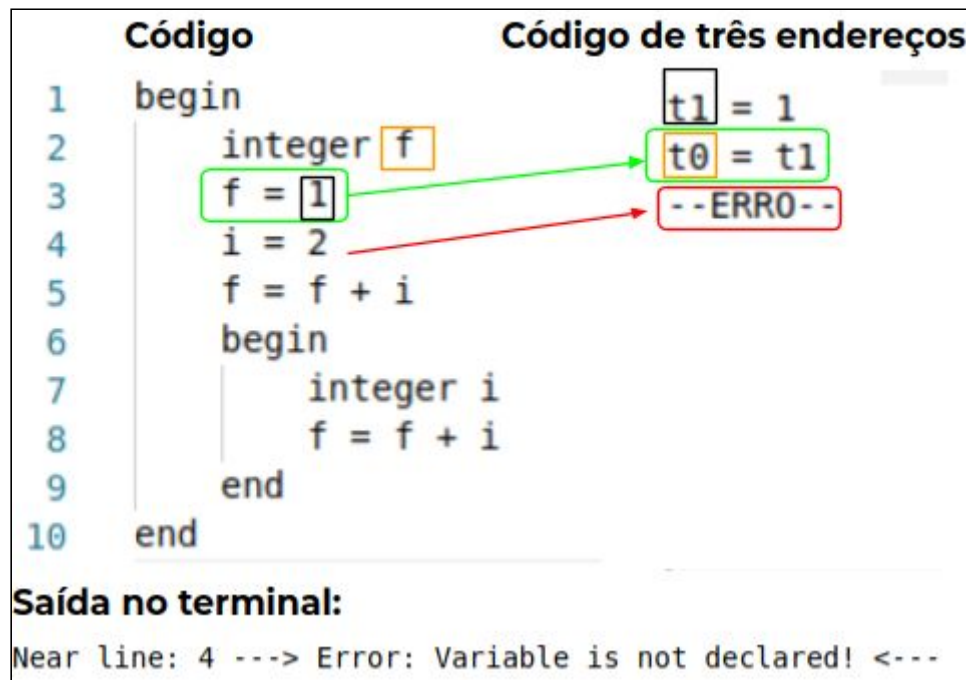 Código
1 begin
2 integer f
3 f = 1
4 i = 2
5 f = f + i
6 begin
7 integer i
8 f = f + i
9 end
10 end
Código de três endereços
t1 = 1
t0 = t1
--ERRO--
Saída no terminal:
Near line: 4 ---> Error: Variable is not declared! <---